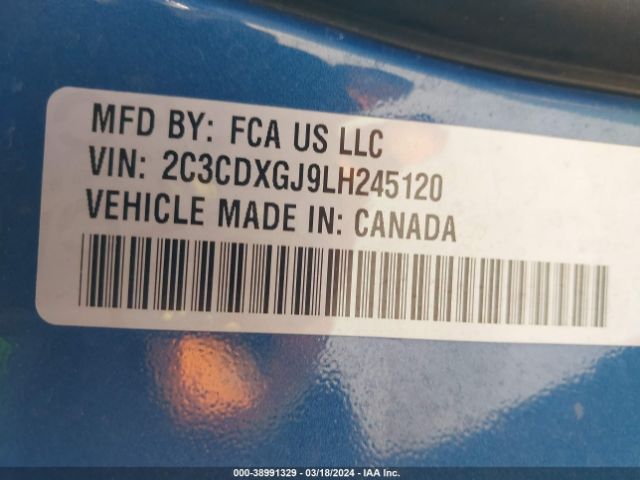 MFD BY: FCA US LLC
VIN: 2C3CDXGJ9LH245120
VEHICLE MADE IN: CANADA
000-38991329 - 03/18/2024 - IAA Inc.